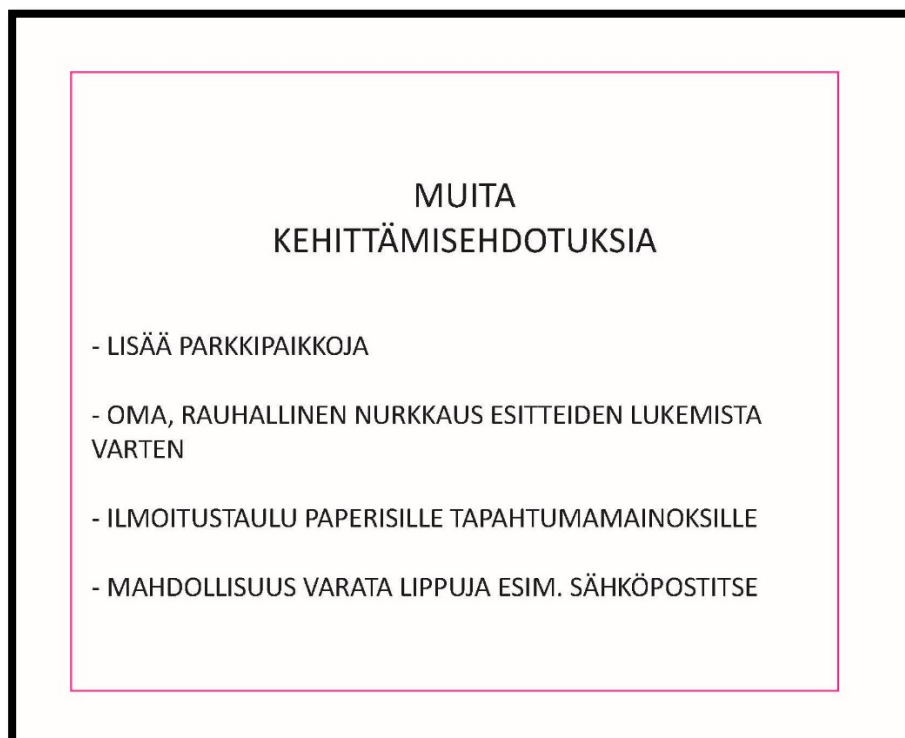 MUITA
KEHITTÄMISEHDOTUKSIA
- LISÄÄ PARKKIPAIKKOJA
- OMA, RAUHALLINEN NURKKAUS ESITTEIDEN LUKEMISTA
VARTEN
- ILMOITUSTAULU PAPERISILLE TAPAHTUMAMAINOKSILLE
- MAHDOLLISUUS VARATA LIPPUJA ESIM. SÄHKÖPOSTITSE